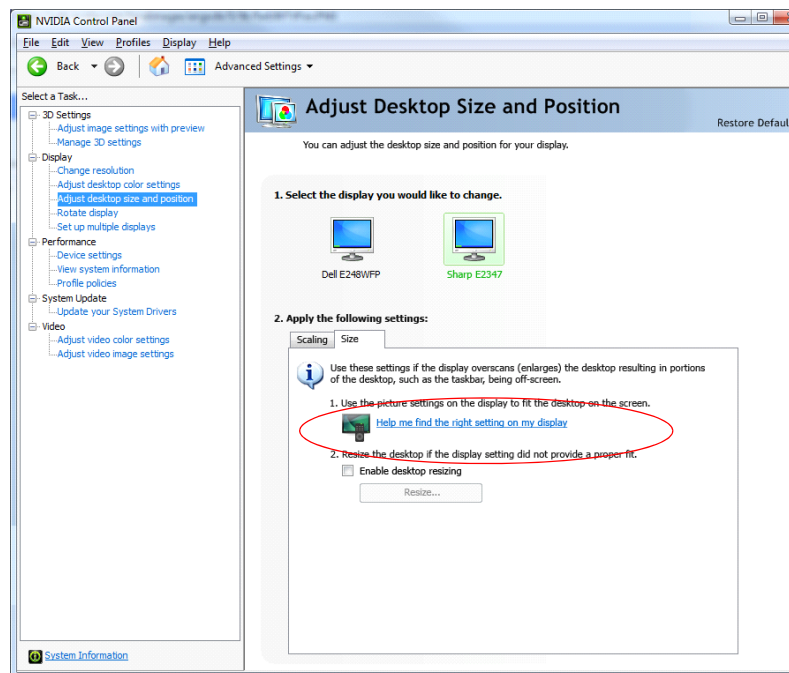 NVIDIA Control Panel
File Edit View Profiles Display Help
Back Advanced Settings
Select a Task...
3D Settings
Adjust image settings with preview
Manage 3D settings
Display
Change resolution
Adjust desktop color settings
Adjust desktop size and position
Rotate display
Set up multiple displays
Performance
Device settings
View system information
Profile policies
System Update
Update your System Drivers
Video
Adjust video color settings
Adjust video image settings
System Information
Adjust Desktop Size and Position
Restore Defaul
You can adjust the desktop size and position for your display.
1. Select the display you would like to change.
Dell E248WFP Sharp E2347
2. Apply the following settings:
Scaling Size
Use these settings if the display overscans (enlarges) the desktop resulting in portions
of the desktop, such as the taskbar, being off-screen.
1. Use the picture settings on the display to fit the desktop on the screen.
Help me find the right setting on my display
2. Resize the desktop if the display setting did not provide a proper fit.
Enable desktop resizing
Resize...